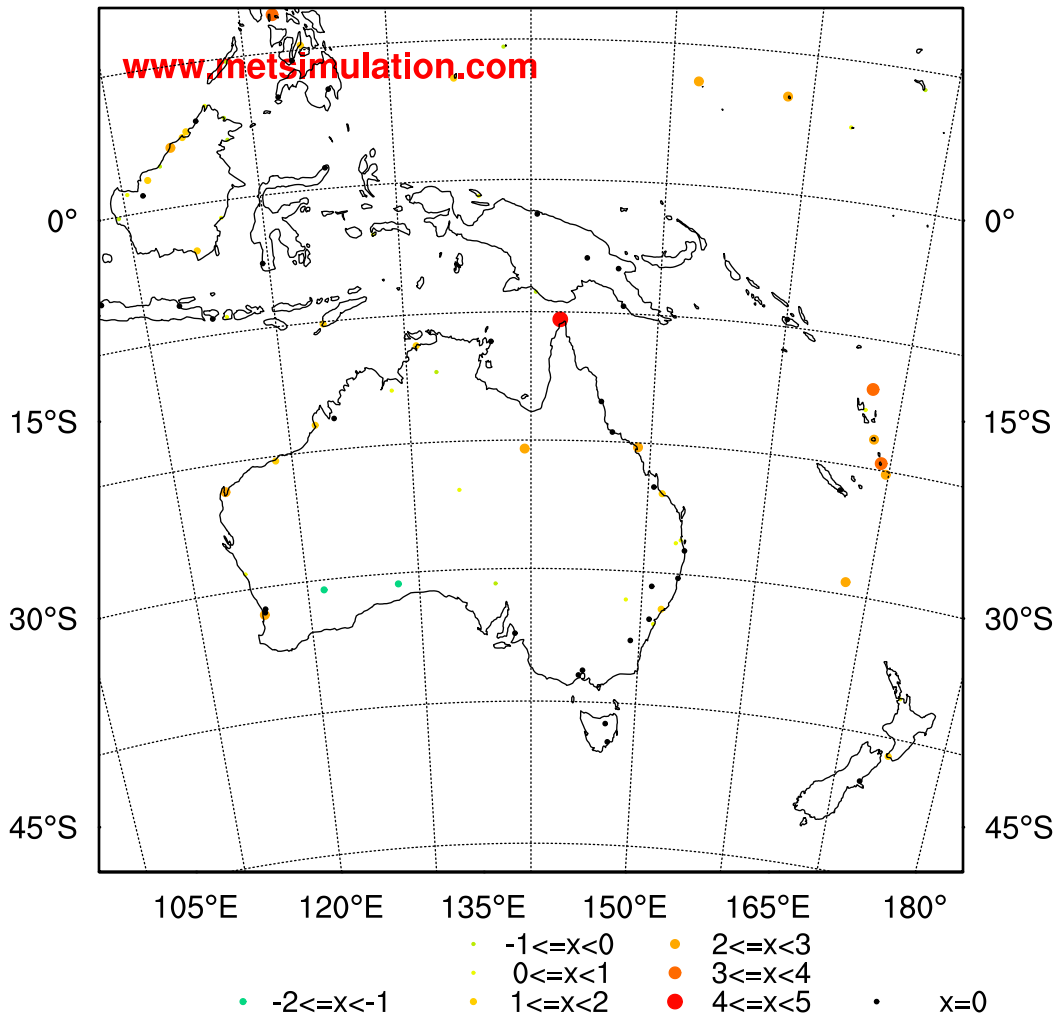 www.metsimulation.com
0° 0°
15°S 15°S
30°S 30°S
45°S 45°S
105°E 120°E 135°E 150°E 165°E 180°
-1<=x<0 2<=x<3
0<=x<1 3<=x<4
-2<=x<-1 1<=x<2 4<=x<5 x=0